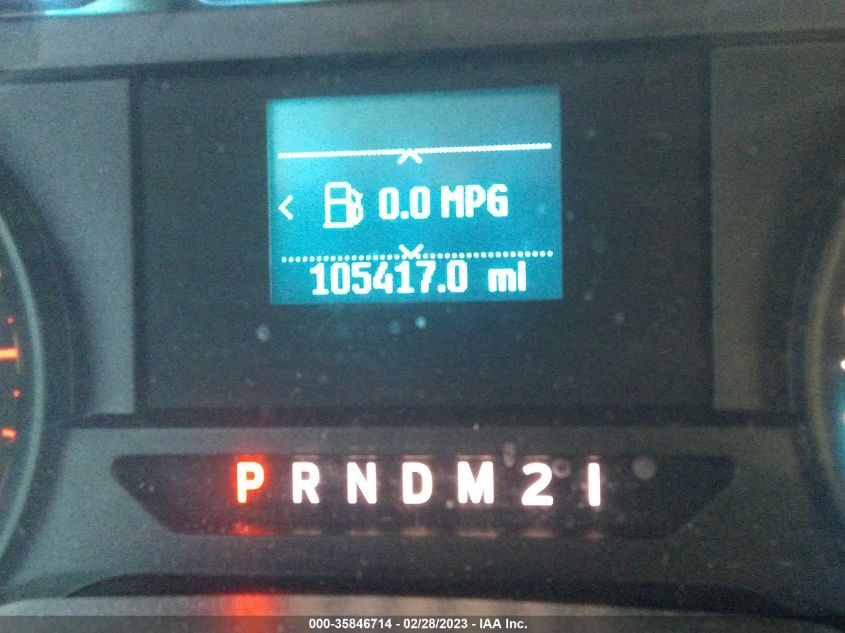 0.0 MPG
105417.0 mi
P R N D M 2 1
000-35846714 - 02/28/2023 - IAA Inc.